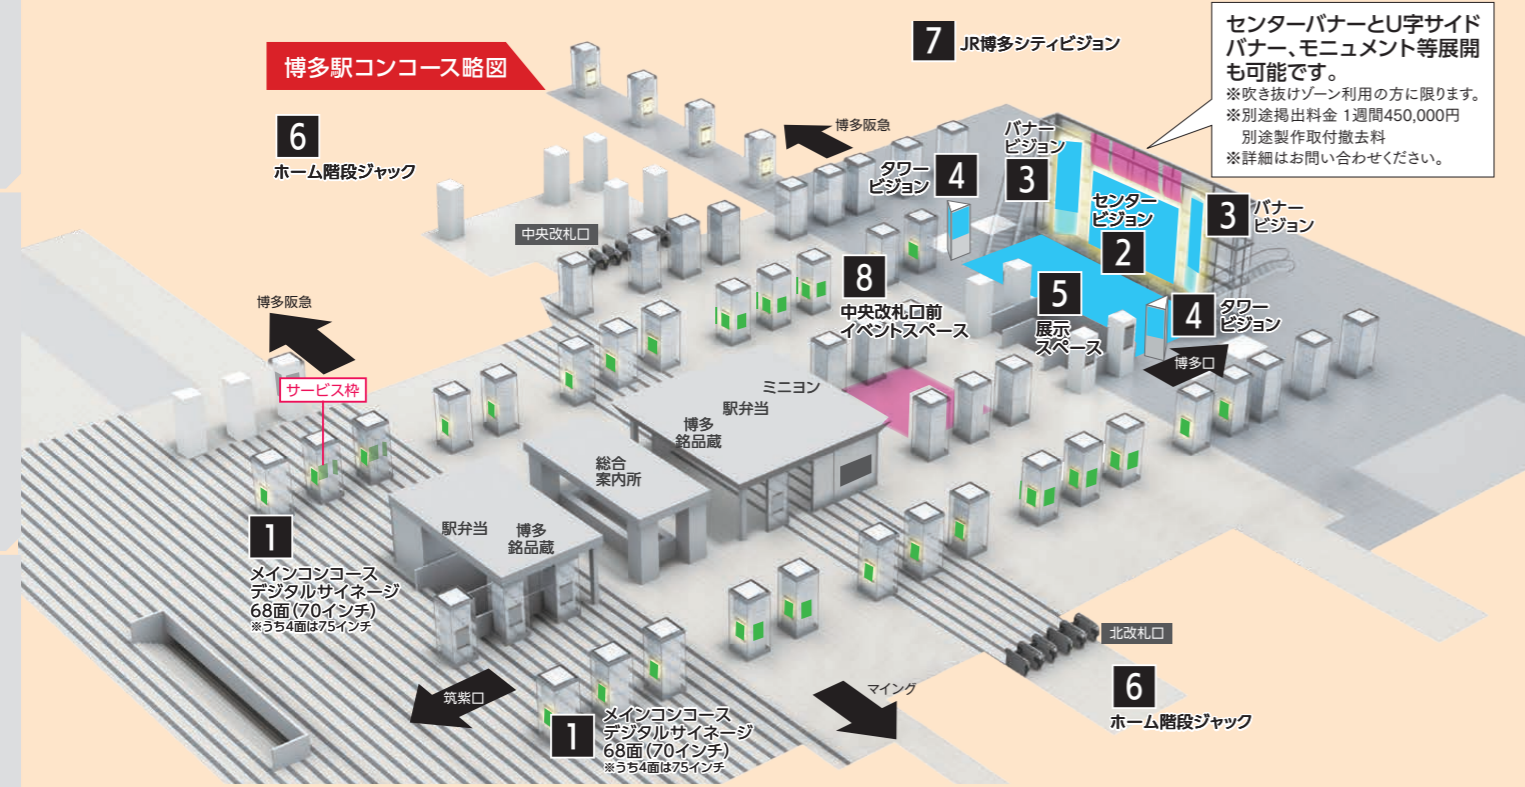 博多駅コンコース略図
7
JR博多シティビジョン
センターバナーとU字サイド
バナー、モニュメント等展開
も可能です。
※吹き抜けゾーン利用の方に限ります。
※別途掲出料金 1週間450,000円
別途製作取付撤去料
※詳細はお問い合わせください。
6
ホーム階段ジャック
博多阪急
バナー
ビジョン
3
タワー
ビジョン
4
センター
ビジョン
2
3
バナー
ビジョン
中央改札口
8
中央改札口前
イベントスペース
5
展示
スペース
4
タワー
ビジョン
博多口
博多阪急
サービス枠
ミニヨン
駅弁当
博多
銘品蔵
総合
案内所
駅弁当
博多
銘品蔵
1
メインコンコース
デジタルサイネージ
68面(70インチ)
※うち4面は75インチ
筑紫口
1
メインコンコース
デジタルサイネージ
68面(70インチ)
※うち4面は75インチ
マイング
北改札口
6
ホーム階段ジャック